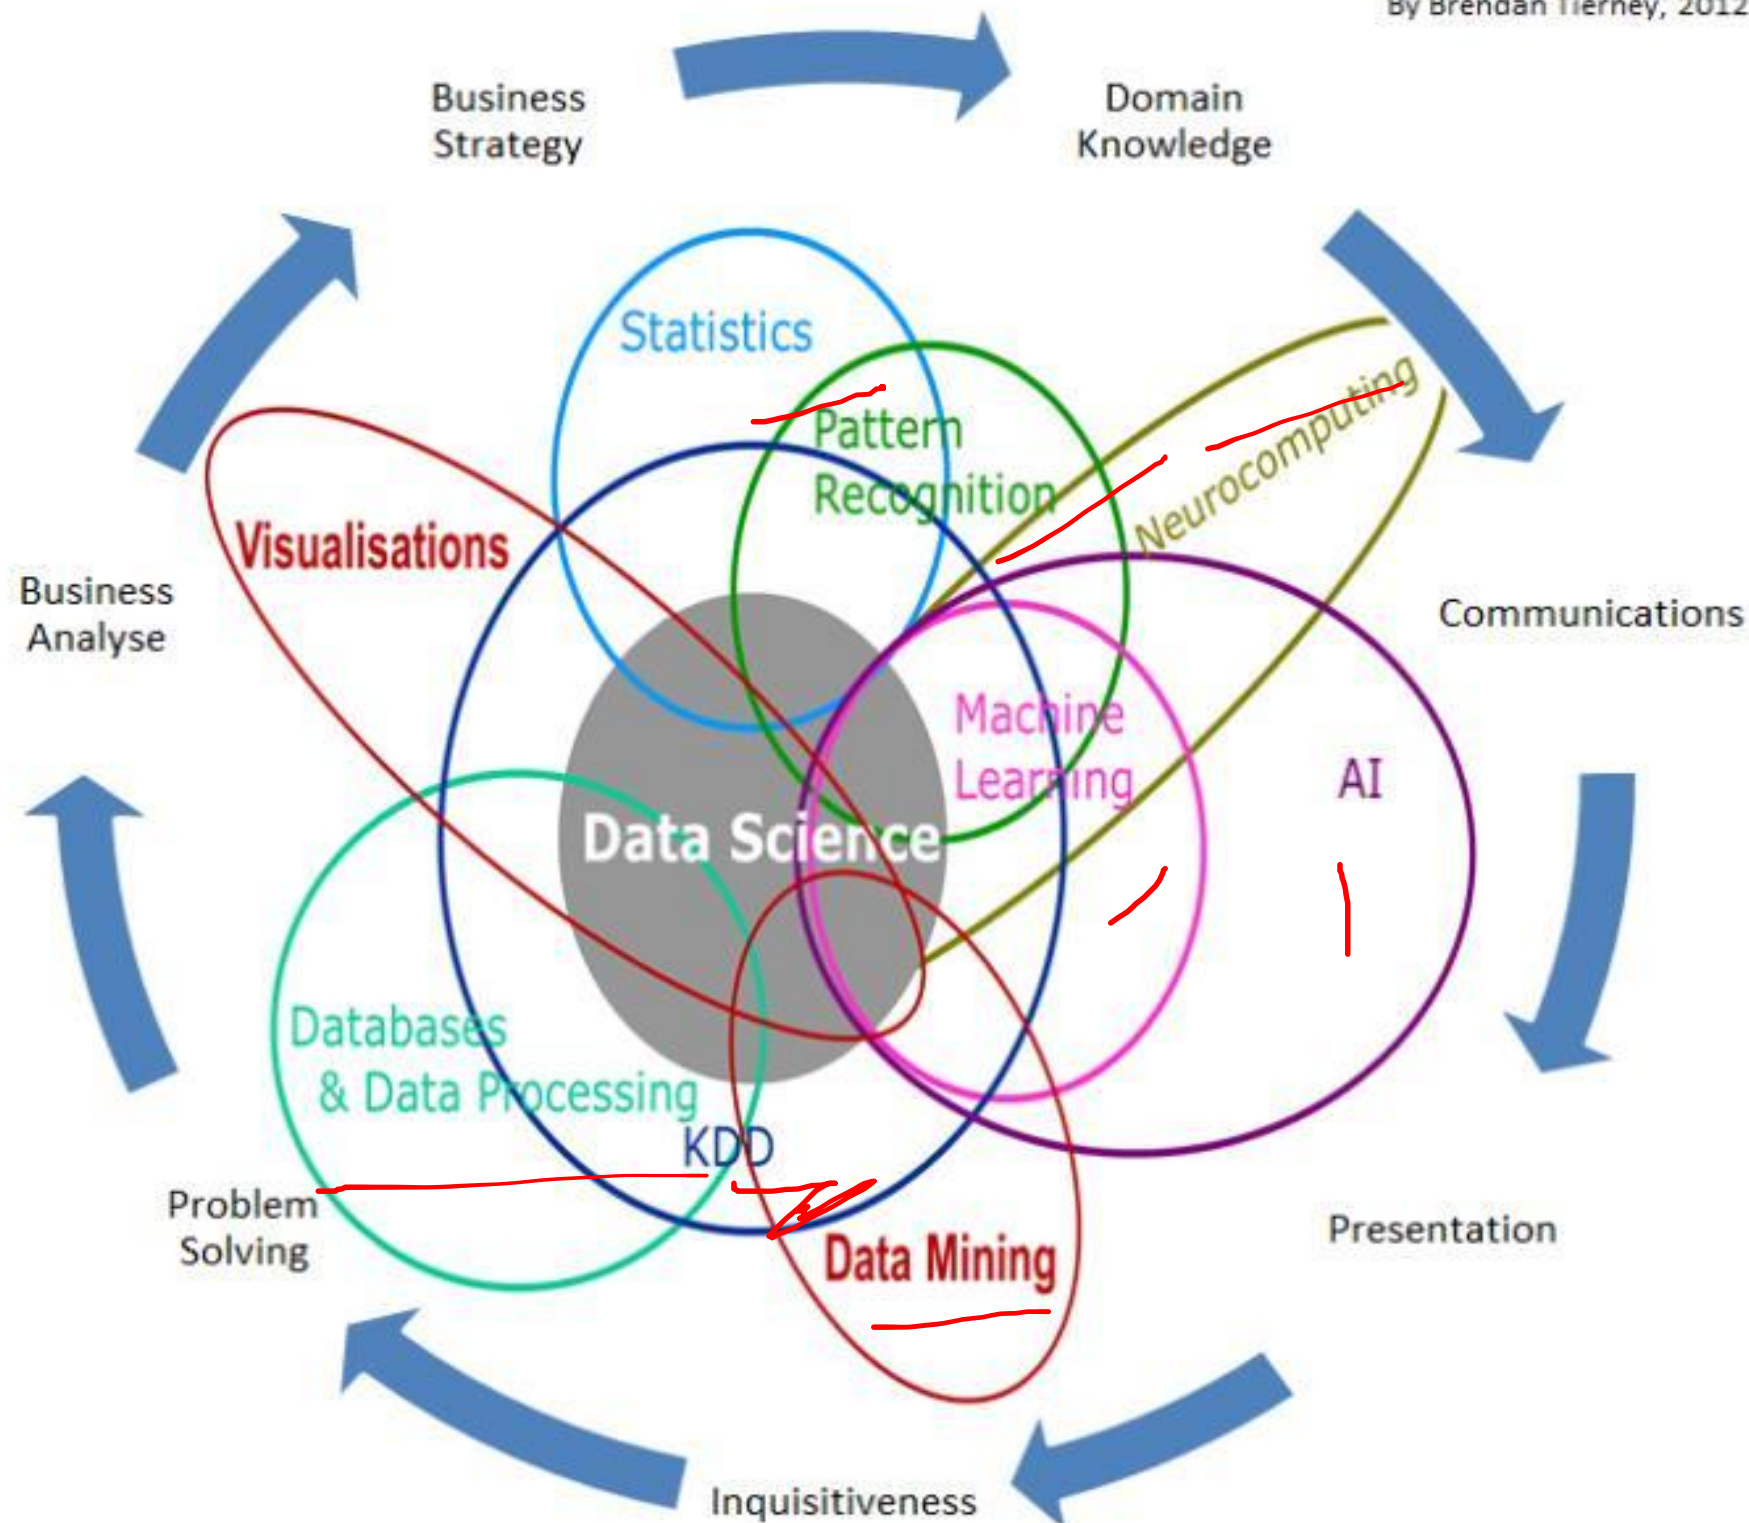 By Brendan Tierney, 2012
Business
Strategy
Domain
Knowledge
Statistics
Pattern
Recognition
Neurocomputing
Visualisations
Business
Analyse
Communications
Machine
Learning
AI
Data Science
Databases
& Data Processing
KDD
Problem
Solving
Data Mining
Presentation
Inquisitiveness